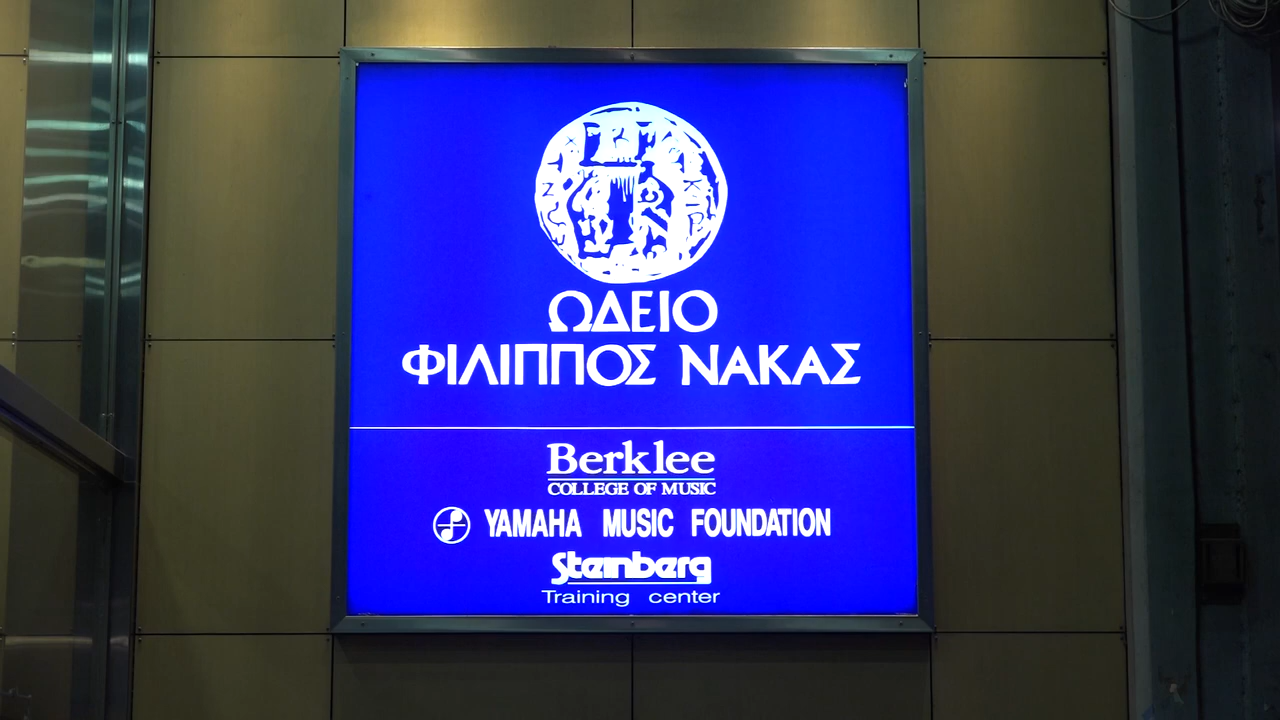 ΩΔΕΙΟ
ΦΙΛΙΠΠΟΣ ΝΑΚΑΣ
Berklee
COLLEGE OF MUSIC
YAMAHA MUSIC FOUNDATION
Steinberg
Training center